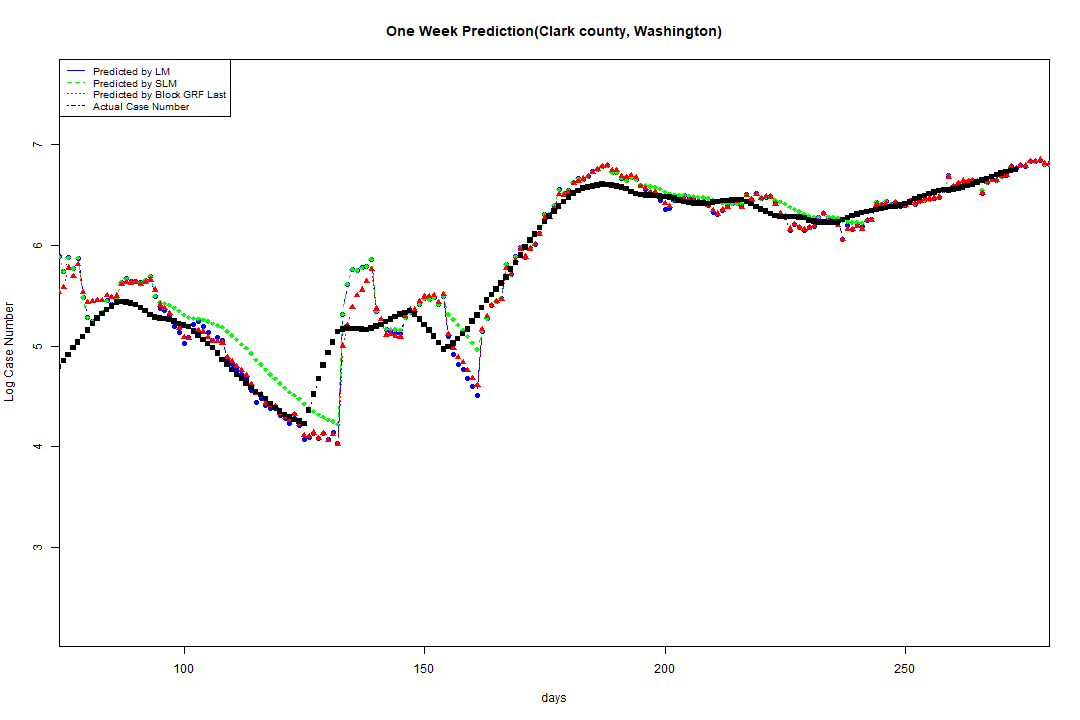 One Week Prediction(Clark county, Washington)
Predicted by LM
Predicted by SLM
Predicted by Block GRF Last
Actual Case Number
Log Case Number
7
6
5
4
3
100 150 200 250
days